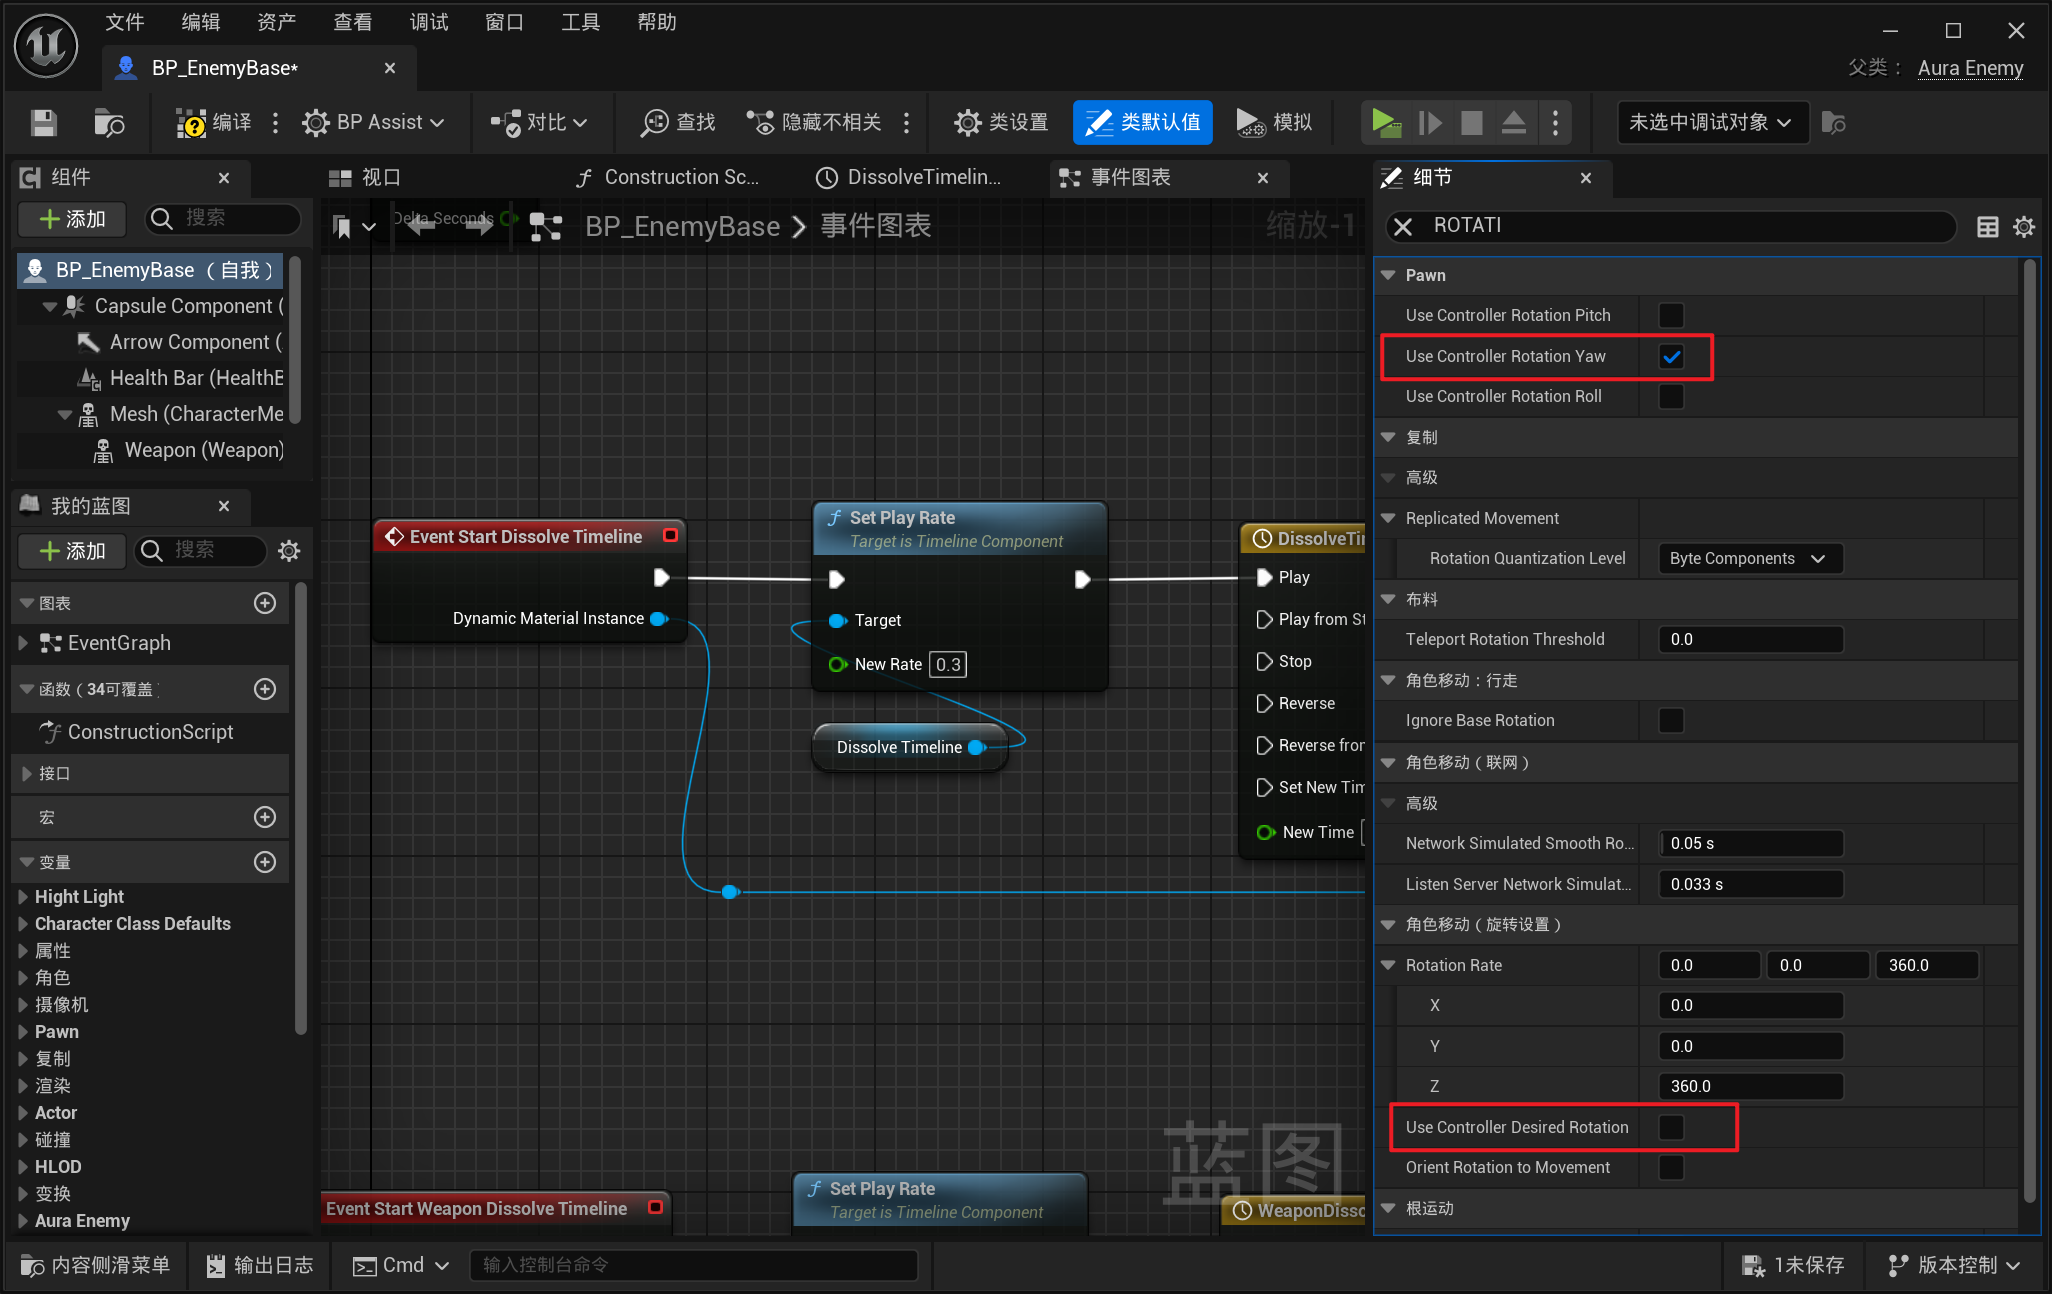 文件 编辑 资产 查看 调试 窗口 工具 帮助
BP_EnemyBase*
父类： Aura Enemy
编译 BP Assist 对比 查找 隐藏不相关 类设置 类默认值 模拟 未选中调试对象
组件
添加 搜索
BP_EnemyBase （自我）
Capsule Component (
Arrow Component (
Health Bar (HealthB
Mesh (CharacterMe
Weapon (Weapon)
我的蓝图
添加 搜索
图表
EventGraph
函数（34可覆盖
ConstructionScript
接口
宏
变量
Hight Light
Character Class Defaults
属性
角色
摄像机
Pawn
复制
渲染
Actor
碰撞
HLOD
变换
Aura Enemy
视口 Construction Sc... DissolveTimelin... 事件图表
Delta Seconds
BP_EnemyBase 事件图表 缩放-1
Event Start Dissolve Timeline
Dynamic Material Instance
Set Play Rate
Target is Timeline Component
Target
New Rate 0.3
Dissolve Timeline
DissolveTi
Play
Play from St
Stop
Reverse
Reverse fror
Set New Tim
New Time
蓝图
Event Start Weapon Dissolve Timeline
Set Play Rate
Target is Timeline Component
WeaponDisso
细节
ROTATI
Pawn
Use Controller Rotation Pitch
Use Controller Rotation Yaw
Use Controller Rotation Roll
复制
高级
Replicated Movement
Rotation Quantization Level Byte Components
布料
Teleport Rotation Threshold 0.0
角色移动：行走
Ignore Base Rotation
角色移动（联网）
高级
Network Simulated Smooth Ro... 0.05 s
Listen Server Network Simulat... 0.033 s
角色移动（旋转设置）
Rotation Rate 0.0 0.0 360.0
X 0.0
Y 0.0
Z 360.0
Use Controller Desired Rotation
Orient Rotation to Movement
根运动
内容侧滑菜单 输出日志 Cmd 输入控制台命令 1未保存 版本控制